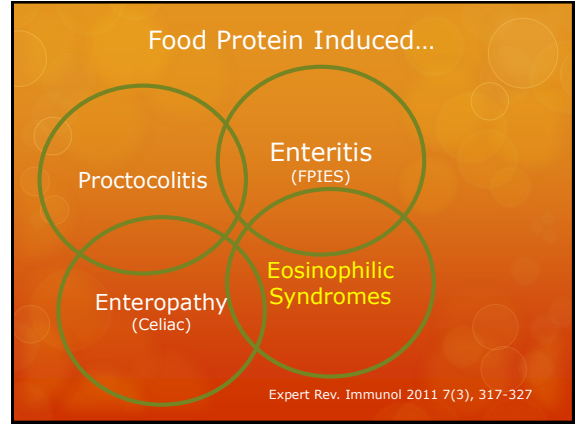 Food Protein Induced…
Proctocolitis
Enteritis
(FPIES)
Enteropathy
(Celiac)
Eosinophilic
Syndromes
Expert Rev. Immunol 2011 7(3), 317-327